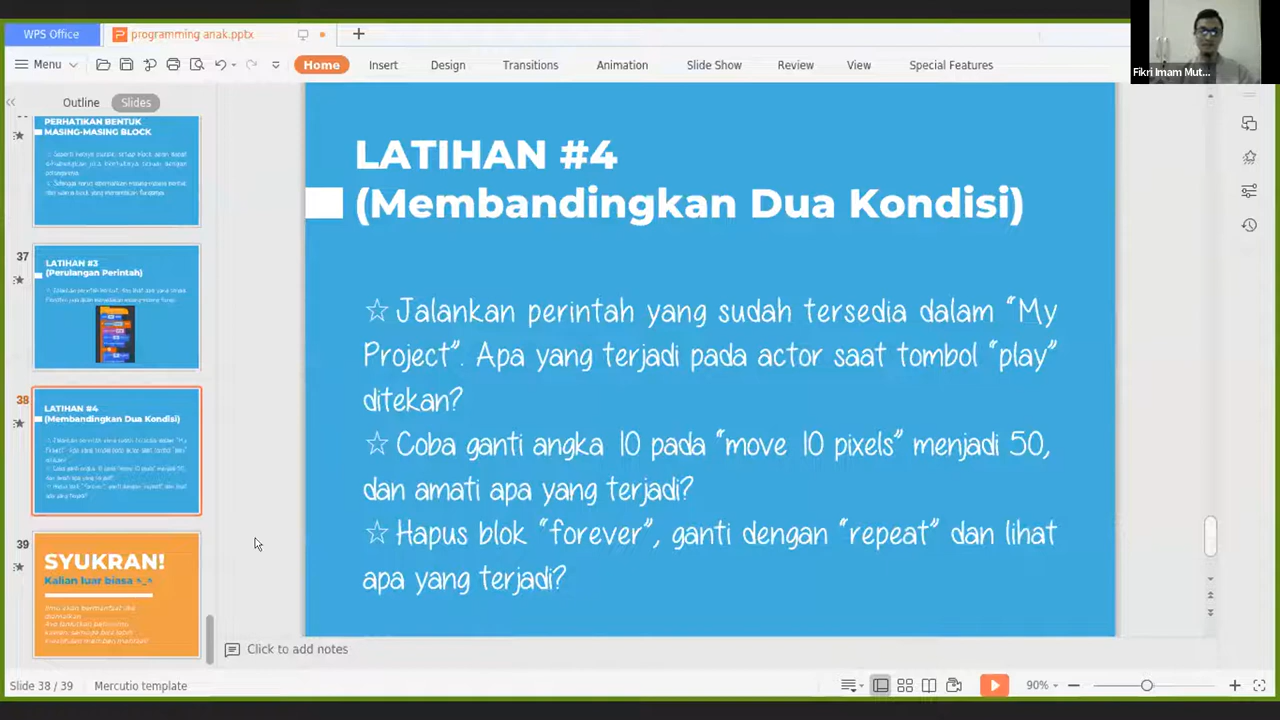 WPS Office
programming anak.pptx
Fikri Imam Mut...
Menu
Home
Insert
Design
Transitions
Animation
Slide Show
Review
View
Special Features
Outline
Slides
PERHATIKAN BENTUK
MASING-MASING BLOCK
37
LATIHAN #3
(Perulangan Perintah)
38
LATIHAN #4
(Membandingkan Dua Kondisi)
39
SYUKRAN!
Kalian luar biasa ^_^
LATIHAN #4
(Membandingkan Dua Kondisi)
☆ Jalankan perintah yang sudah tersedia dalam "My
Project". Apa yang terjadi pada actor saat tombol "play"
ditekan?
☆ Coba ganti angka 10 pada "move 10 pixels" menjadi 50,
dan amati apa yang terjadi?
☆ Hapus blok "forever", ganti dengan "repeat" dan lihat
apa yang terjadi?
Click to add notes
Slide 38 / 39
Mercutio template
90%